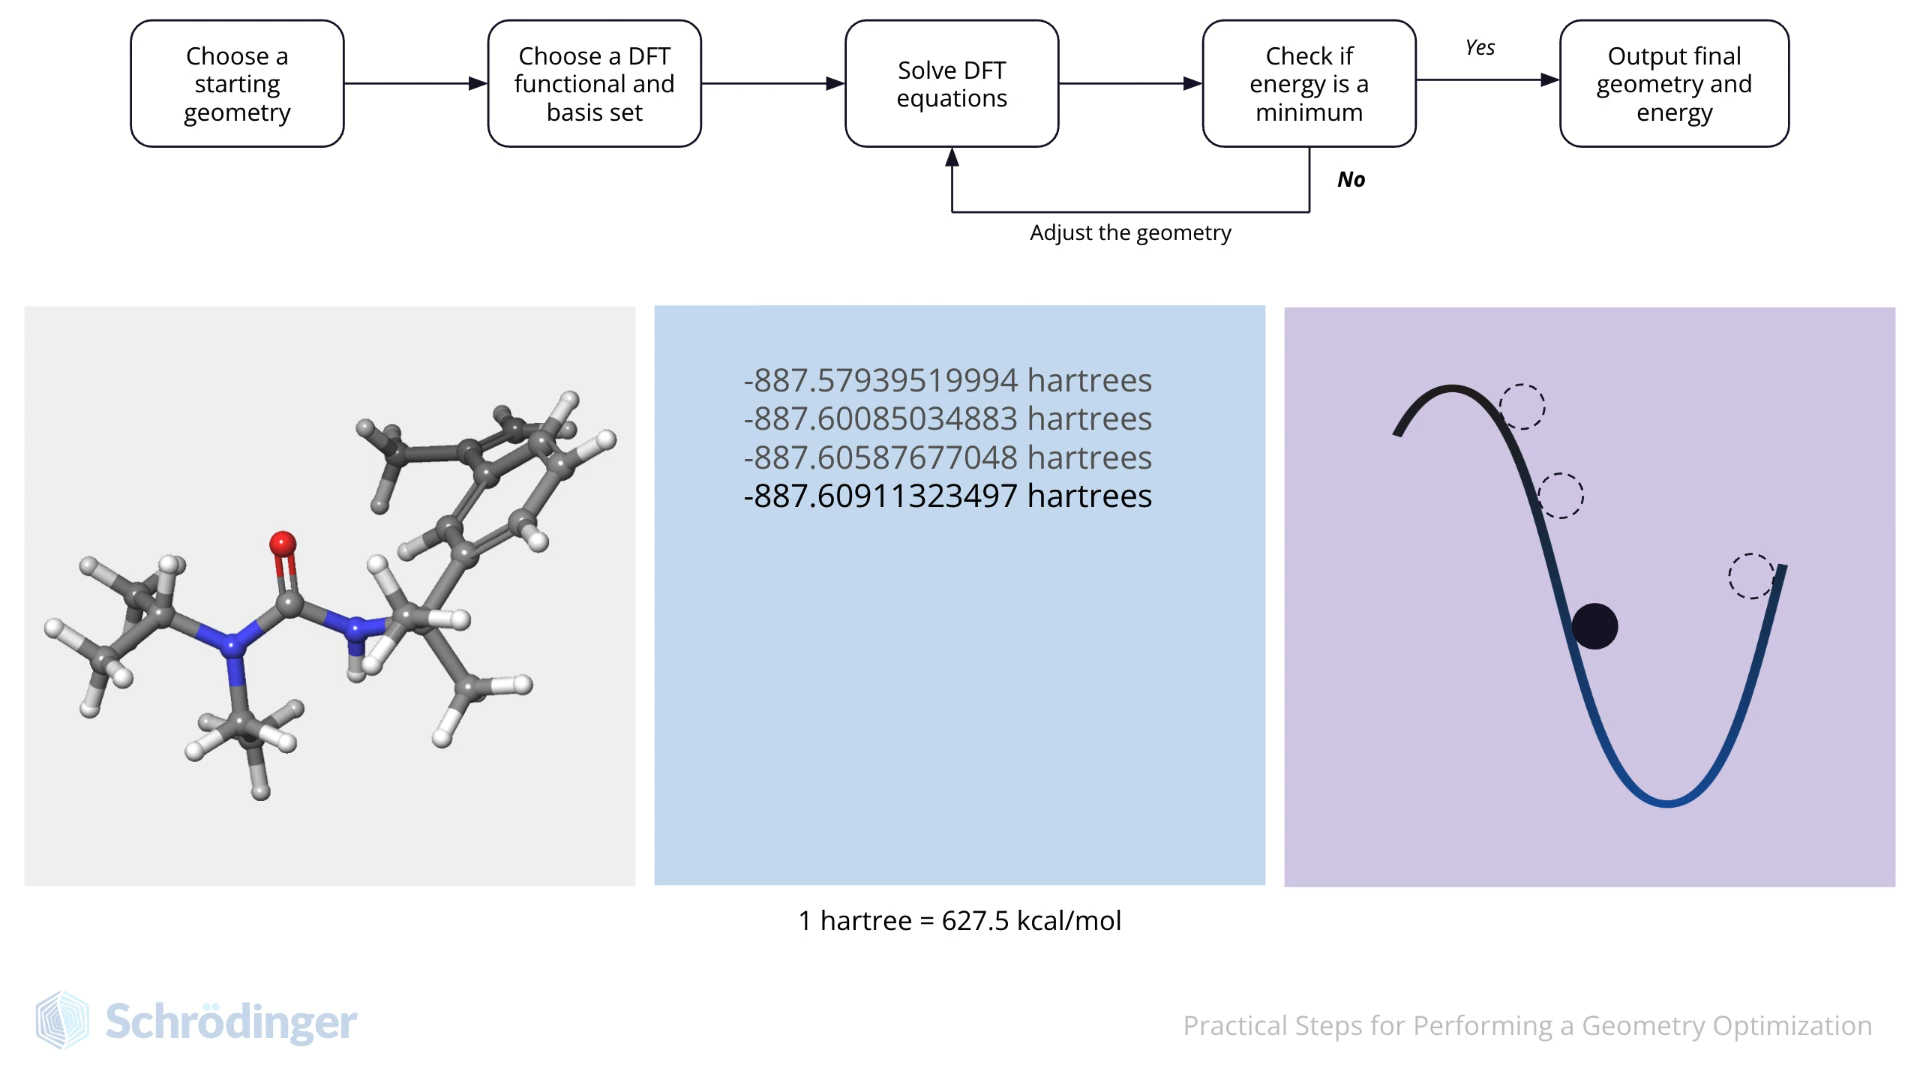 Choose a
starting
geometry
Choose a DFT
functional and
basis set
Solve DFT
equations
Check if
energy is a
minimum
Yes
Output final
geometry and
energy
No
Adjust the geometry
-887.57939519994 hartrees
-887.60085034883 hartrees
-887.60587677048 hartrees
-887.60911323497 hartrees
1 hartree = 627.5 kcal/mol
Schrödinger
Practical Steps for Performing a Geometry Optimization